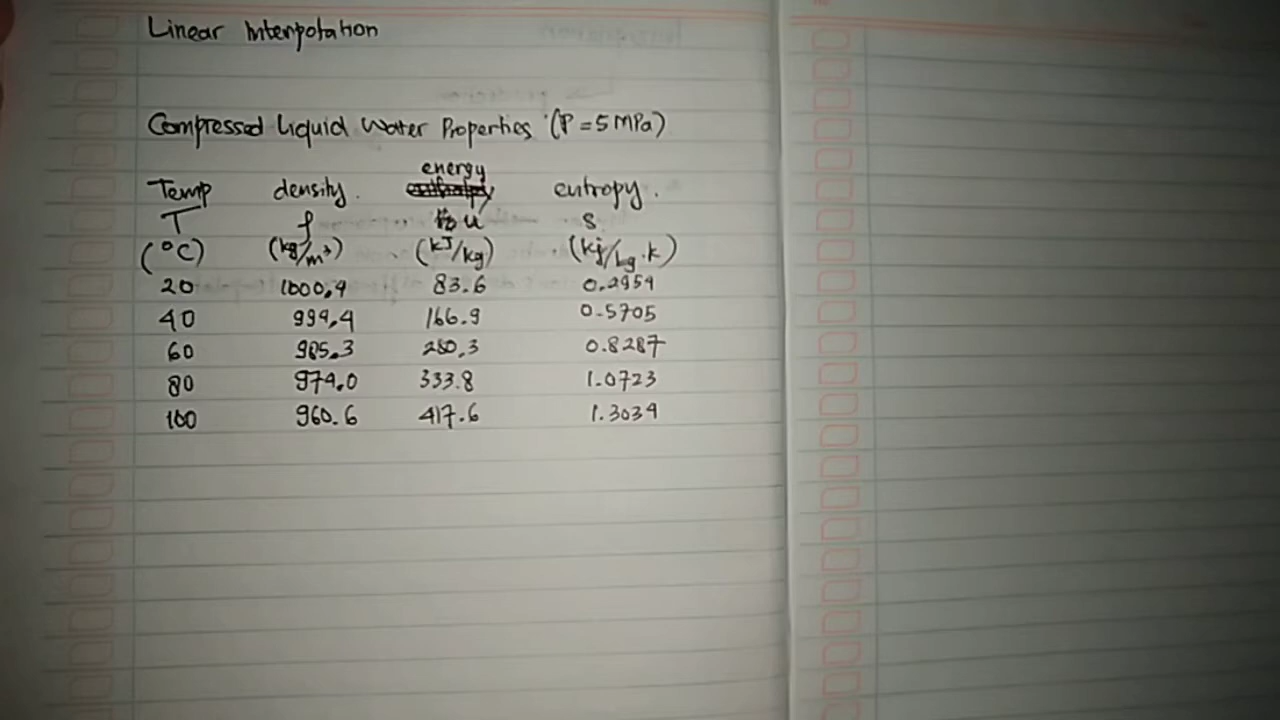 Linear Interpolation
Compressed Liquid Water Properties (P = 5 MPa)
energy
Temp density. entropy.
T ρ u s
(°C) (kg/m³) (kJ/kg) (kj/kg.k)
20 1000,4 83.6 0.2954
40 994,4 166.9 0.5705
60 985.3 250.3 0.8287
80 974.0 333.8 1.0723
100 960.6 417.6 1.3034